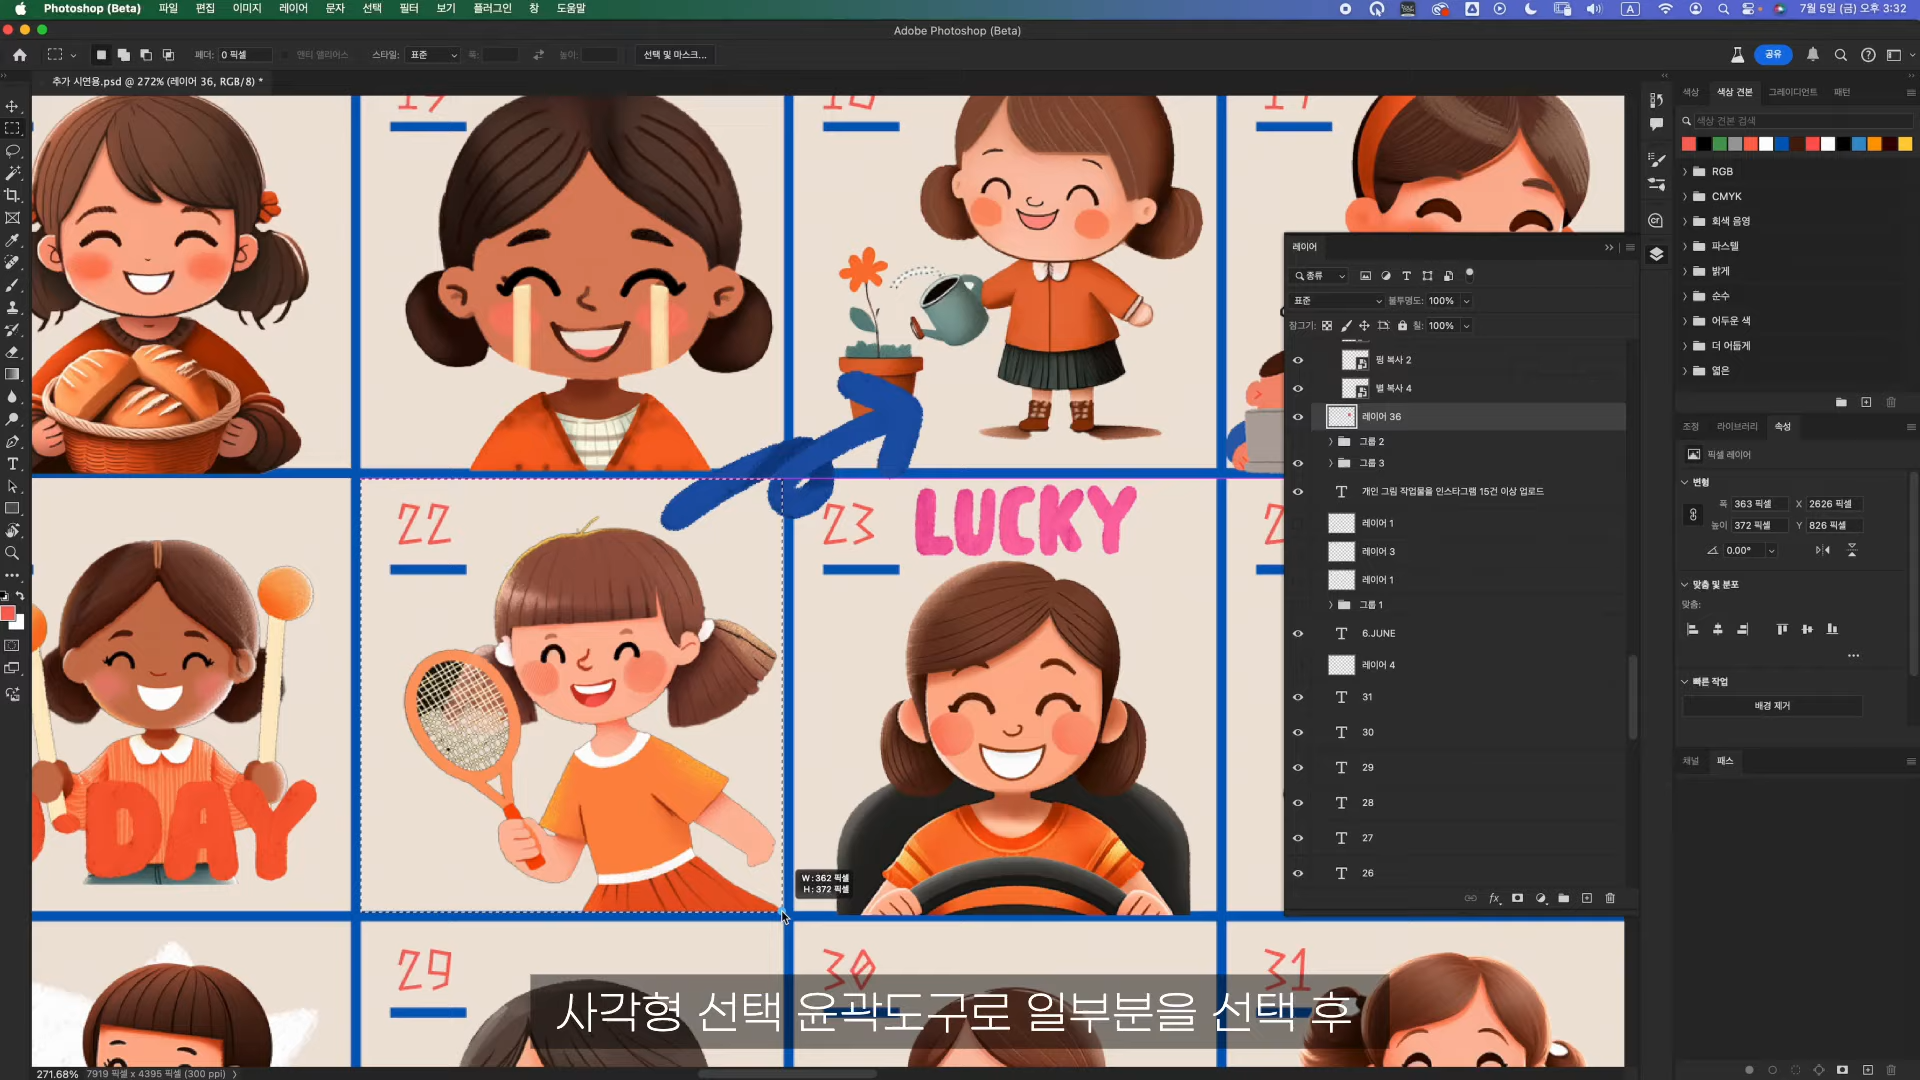 Photoshop (Beta) 파일 편집 이미지 레이어 문자 선택 필터 보기 플러그인 창 도움말
A 7월 5일 (금) 오후 3:32
Adobe Photoshop (Beta)
페더: 0 픽셀 앤티 앨리어스 스타일: 표준 폭: 높이: 선택 및 마스크... 공유
추가 시연용.psd @ 272% (레이어 36, RGB/8) *
색상 색상 견본 그레이디언트 패턴
색상 견본 검색
RGB
CMYK
회색 음영
파스텔
밝게
순수
어두운 색
더 어둡게
옅은
레이어
종류
표준 불투명도: 100%
잠그기: 칠: 100%
펑 복사 2
별 복사 4
레이어 36
그룹 2
그룹 3
개인 그림 작업물을 인스타그램 15건 이상 업로드
레이어 1
레이어 3
레이어 1
그룹 1
6.JUNE
레이어 4
31
30
29
28
27
26
조정 라이브러리 속성
픽셀 레이어
변형
폭 363 픽셀 X 2626 픽셀
높이 372 픽셀 Y 826 픽셀
0.00°
맞춤 및 분포
맞춤:
빠른 작업
배경 제거
채널 패스
22
23
LUCKY
DAY
W : 362 픽셀
H : 372 픽셀
29
30
31
사각형 선택 윤곽도구로 일부분을 선택 후
271.68% 7919 픽셀 x 4395 픽셀 (300 ppi)